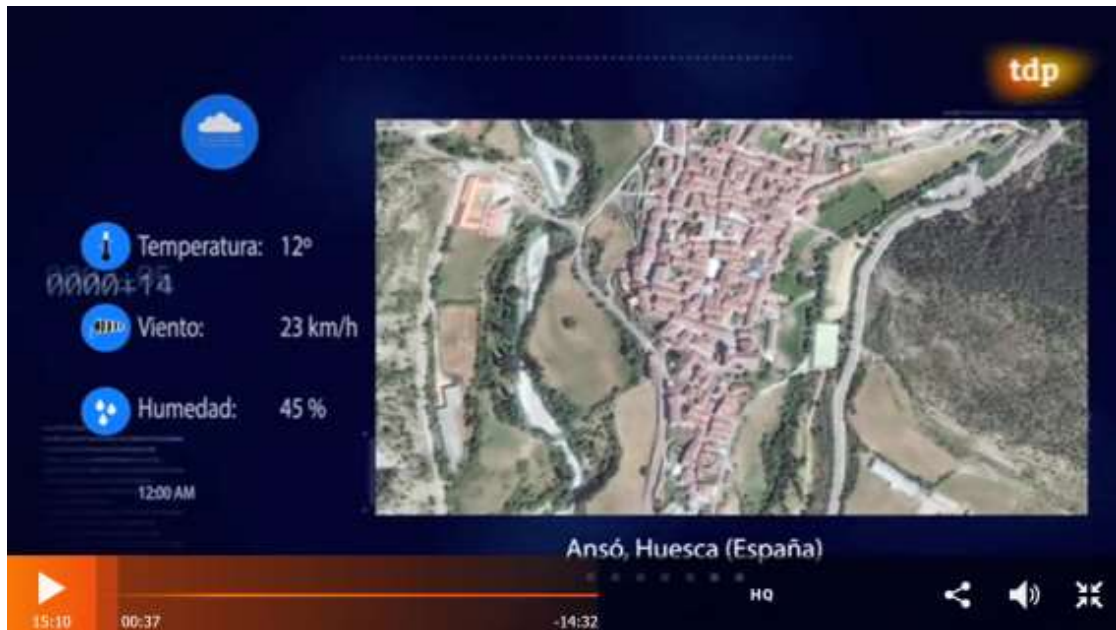 tdp
Temperatura: 12º
Viento: 23 km/h
Humedad: 45 %
12:00 AM
Ansó, Huesca (España)
HQ
15:10 00:37 -14:32